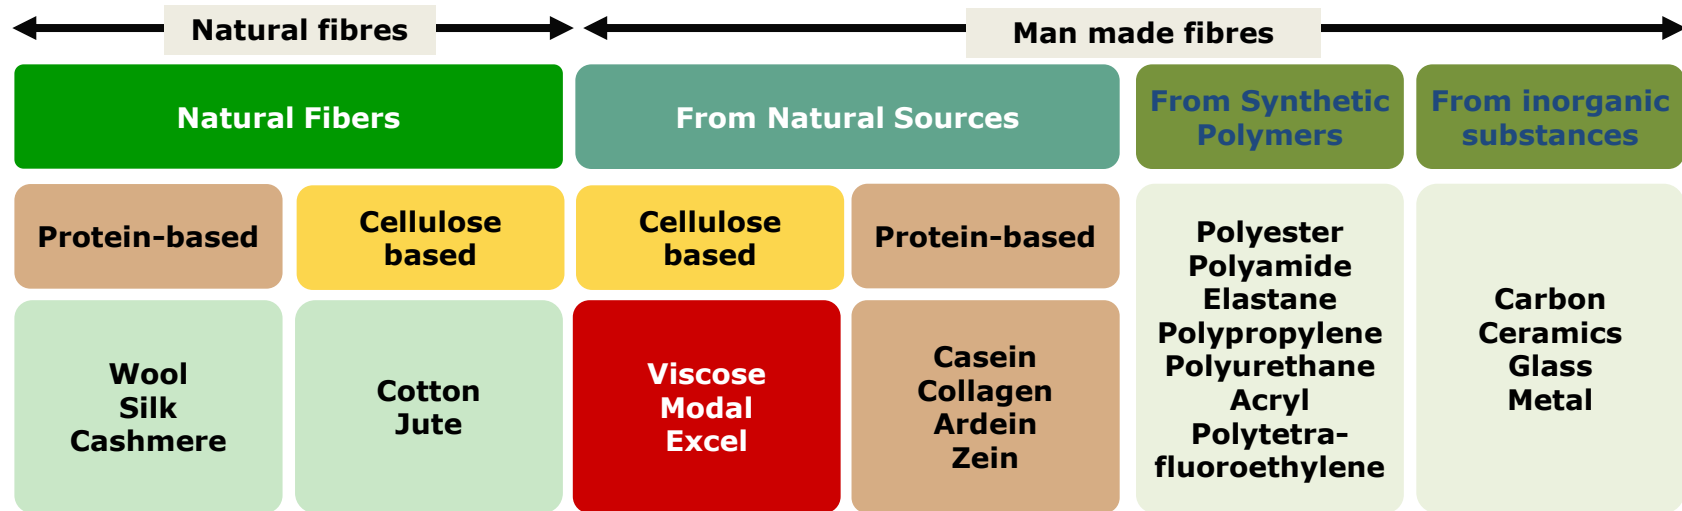 Natural fibres
Man made fibres
Natural Fibers
From Natural Sources
From Synthetic
Polymers
From inorganic
substances
Protein-based
Cellulose
based
Cellulose
based
Protein-based
Wool
Silk
Cashmere
Cotton
Jute
Viscose
Modal
Excel
Casein
Collagen
Ardein
Zein
Polyester
Polyamide
Elastane
Polypropylene
Polyurethane
Acryl
Polytetra-
fluoroethylene
Carbon
Ceramics
Glass
Metal